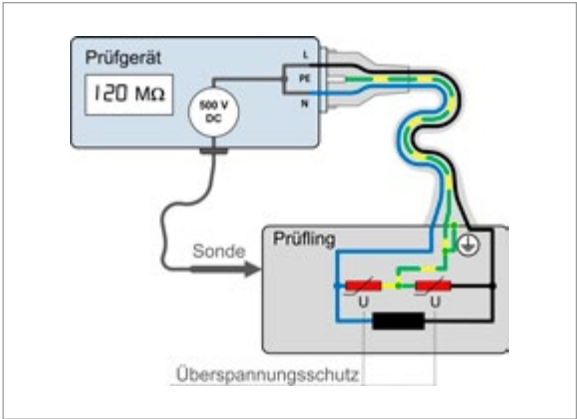 Prüfgerät
120 MΩ
500 V
DC
L
PE
N
Sonde
Prüfling
U
U
Überspannungsschutz